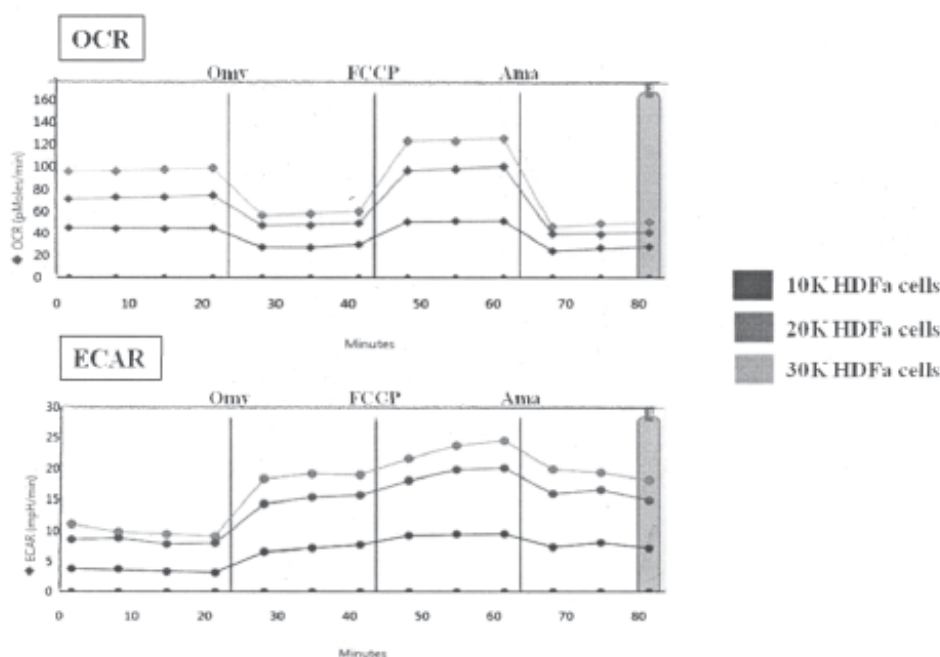 OCR
Omy FCCP Ama
160
140
120
100
80
60
40
20
0
◆ OCR (pMoles/min)
0 10 20 30 40 50 60 70 80
Minutes
10K HDFa cells
20K HDFa cells
30K HDFa cells
ECAR
Omy FCCP Ama
30
25
20
15
10
5
0
◆ ECAR (mpH/min)
0 10 20 30 40 50 60 70 80
Minutes